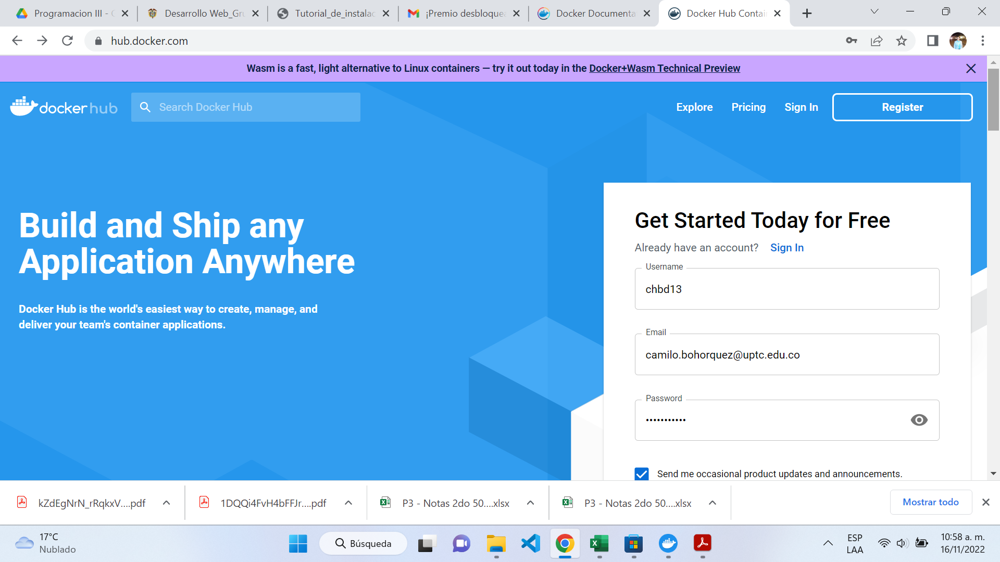 Programacion III - G
Desarrollo Web_Gru
Tutorial_de_instalac
¡Premio desbloquea
Docker Documenta
Docker Hub Contai
hub.docker.com
Wasm is a fast, light alternative to Linux containers — try it out today in the Docker+Wasm Technical Preview
docker hub
Search Docker Hub
Explore
Pricing
Sign In
Register
Build and Ship any
Application Anywhere
Docker Hub is the world's easiest way to create, manage, and
deliver your team's container applications.
Get Started Today for Free
Already have an account? Sign In
Username
chbd13
Email
camilo.bohorquez@uptc.edu.co
Password
•••••••••••
Send me occasional product updates and announcements.
kZdEgNrN_rRqkxV....pdf
1DQQi4FvH4bFFJr....pdf
P3 - Notas 2do 50....xlsx
P3 - Notas 2do 50....xlsx
Mostrar todo
17°C
Nublado
Búsqueda
ESP
LAA
10:58 a. m.
16/11/2022